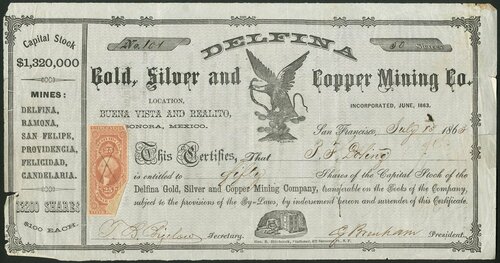 Capital Stock
$1,320,000
MINES:
DELFINA,
RAMONA,
SAN FELIPE,
PROVIDENCIA,
FELICIDAD,
CANDELARIA.
13200 SHARES
$100 EACH.
No. 101
50 Shares
DELFINA
Gold, Silver and Copper Mining Co.
LOCATION,
BUENA VISTA AND REALITO,
SONORA, MEXICO.
INCORPORATED, JUNE, 1863.
San Francisco, July 13 1863
This Certifies, That
is entitled to fifty Shares of the Capital Stock of the
Delfina Gold, Silver and Copper Mining Company, transferable on the Books of the Company,
subject to the provisions of the By-Laws, by indorsement hereon and surrender of this Certificate.
Bigelow Secretary.
President